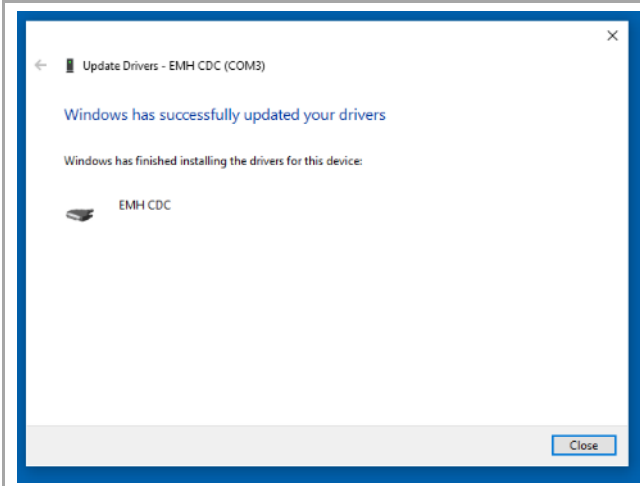 Update Drivers - EMH CDC (COM3)
Windows has successfully updated your drivers
Windows has finished installing the drivers for this device:
EMH CDC
Close